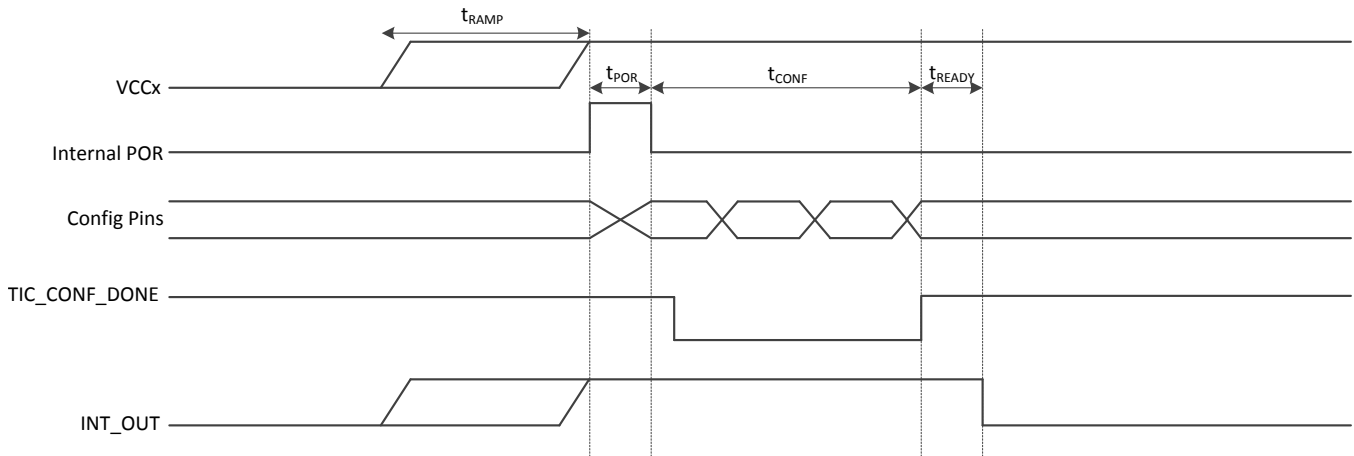 tRAMP
VCCx
tPOR
tCONF
tREADY
Internal POR
Config Pins
TIC_CONF_DONE
INT_OUT